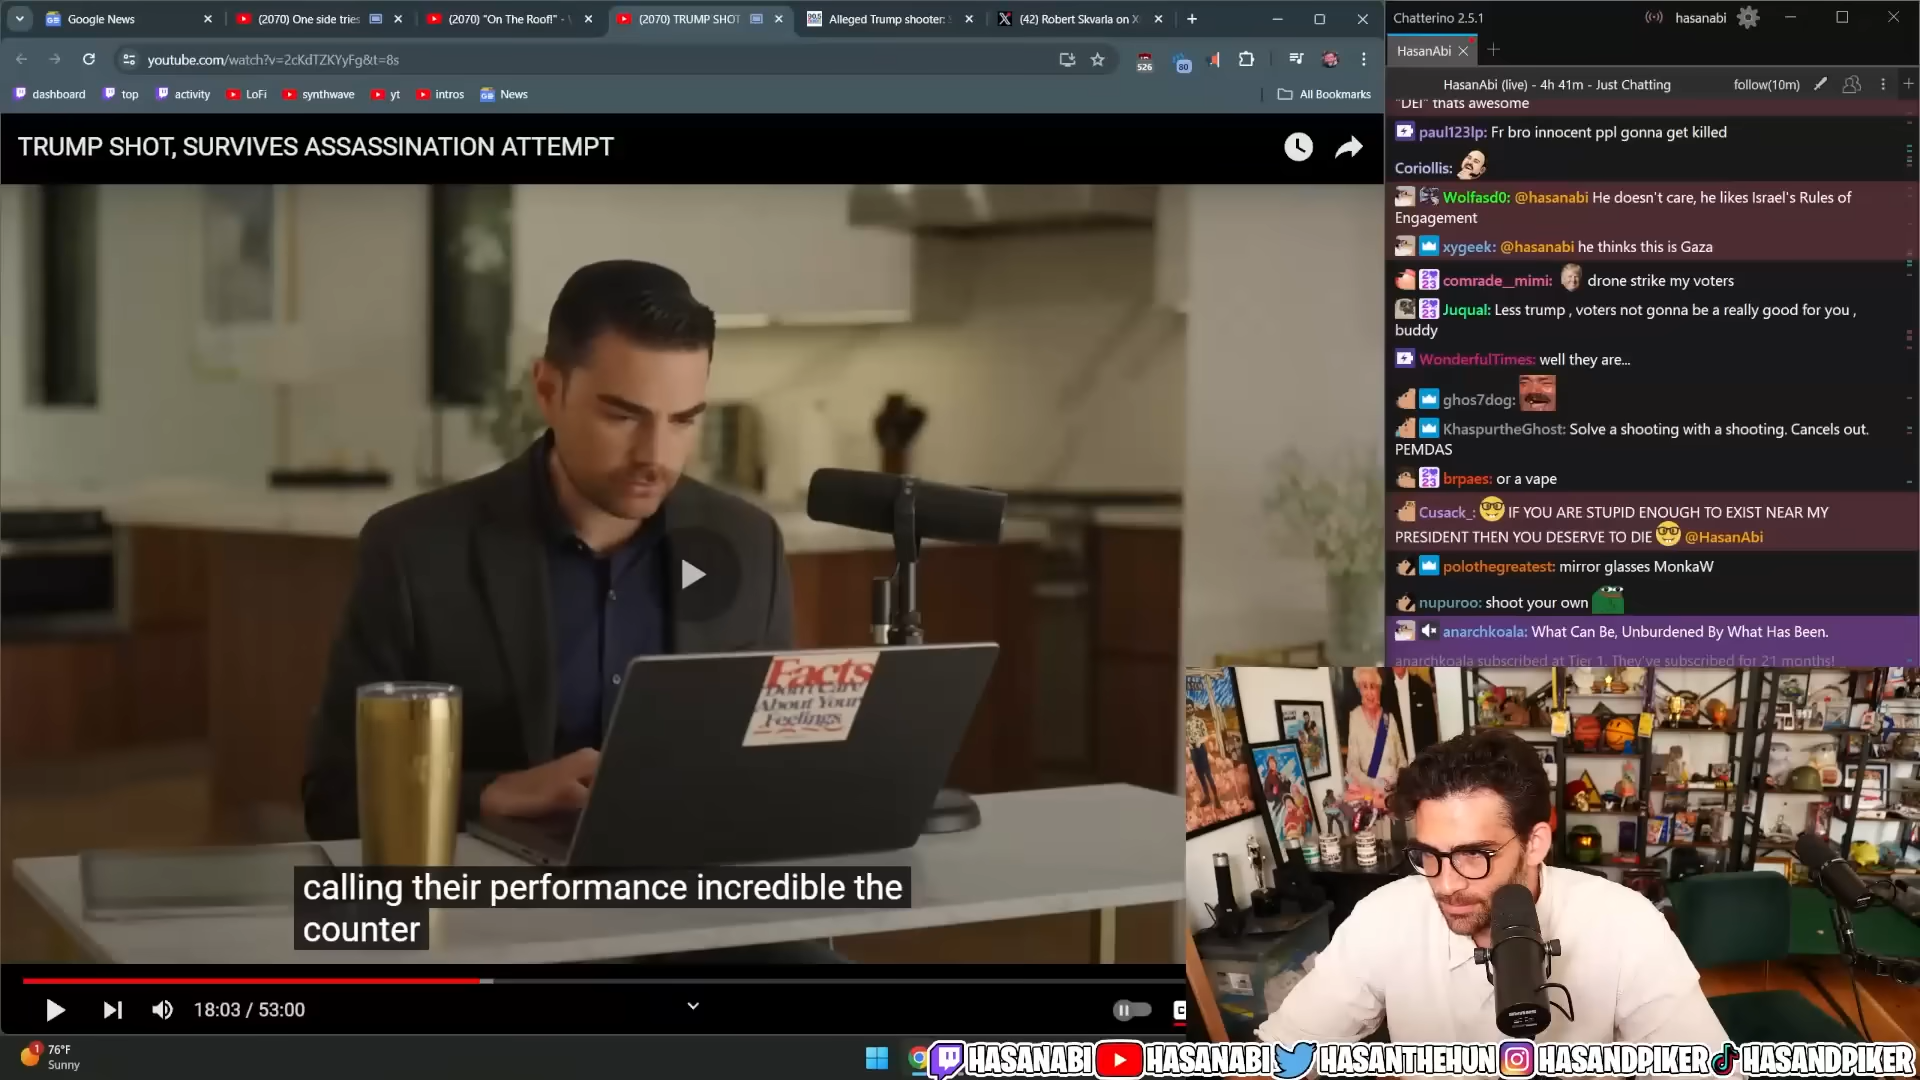 Google News
(2070) One side tries
(2070) "On The Roof!" -
(2070) TRUMP SHOT
Alleged Trump shooter:
(42) Robert Skvarla on X
youtube.com/watch?v=2cKdTZKYyFg&t=8s
526
80
dashboard
top
activity
LoFi
synthwave
yt
intros
News
All Bookmarks
TRUMP SHOT, SURVIVES ASSASSINATION ATTEMPT
Facts
Don't Care
About Your
Feelings
calling their performance incredible the
counter
18:03 / 53:00
1
76°F
Sunny
Chatterino 2.5.1
hasanabi
HasanAbi
HasanAbi (live) - 4h 41m - Just Chatting
follow(10m)
"DEI" thats awesome
paul123lp: Fr bro innocent ppl gonna get killed
Coriollis:
Wolfasd0: @hasanabi He doesn't care, he likes Israel's Rules of
Engagement
xygeek: @hasanabi he thinks this is Gaza
comrade__mimi: drone strike my voters
Juqual: Less trump , voters not gonna be a really good for you ,
buddy
WonderfulTimes: well they are...
ghos7dog:
KhaspurtheGhost: Solve a shooting with a shooting. Cancels out.
PEMDAS
brpaes: or a vape
Cusack_: IF YOU ARE STUPID ENOUGH TO EXIST NEAR MY
PRESIDENT THEN YOU DESERVE TO DIE @HasanAbi
polothegreatest: mirror glasses MonkaW
nupuroo: shoot your own
anarchkoala: What Can Be, Unburdened By What Has Been.
anarchkoala subscribed at Tier 1. They've subscribed for 21 months!
HASANABI
HASANABI
HASANTHEHUN
HASANDPIKER
HASANDPIKER